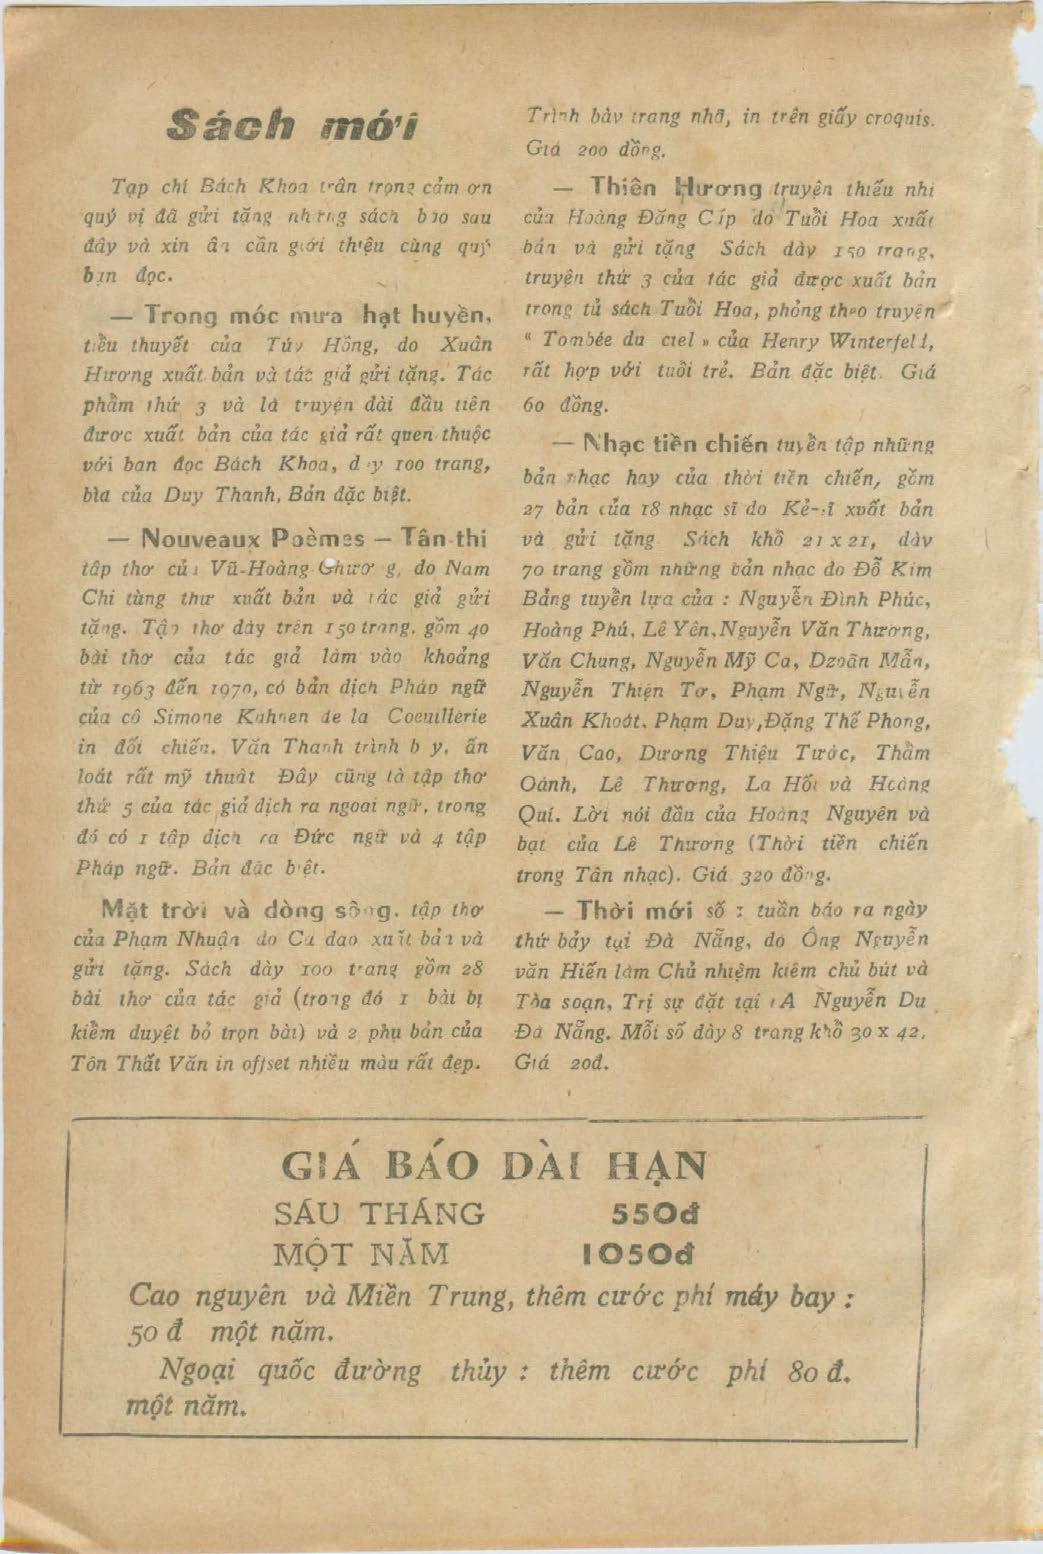 Sách mới
Tạp chí Bách Khoa trân trọng cảm ơn
quý vị đã gửi tặng những sách báo sau
đây và xin ân cần giới thiệu cùng quý
bạn đọc.
— Trong móc mưa hạt huyền,
tiểu thuyết của Túy Hồng, do Xuân
Hương xuất bản và tác giả gửi tặng. Tác
phẩm thứ 3 và là truyện dài đầu tiên
được xuất bản của tác giả rất quen thuộc
với bạn đọc Bách Khoa, dày 100 trang,
bìa của Duy Thanh, Bản đặc biệt.
— Nouveaux Poèmes — Tân-thi
tập thơ của Vũ-Hoàng-Chương, do Nam
Chi tùng thư xuất bản và tác giả gửi
tặng. Tập thơ dày trên 150 trang, gồm 40
bài thơ của tác giả làm vào khoảng
từ 1963 đến 1970, có bản dịch Pháp ngữ
của cô Simone Kuhnen de la Coeuillerie
in đối chiếu. Văn Thanh trình bày, ấn
loát rất mỹ thuật Đây cũng là tập thơ
thứ 5 của tác giả dịch ra ngoại ngữ, trong
đó có 1 tập dịch ra Đức ngữ và 4 tập
Pháp ngữ. Bản đặc biệt.
Mặt trời và dòng sông, tập thơ
của Phạm Nhuận do Ca dao xuất bản và
gửi tặng. Sách dày 100 trang gồm 28
bài thơ của tác giả (trong đó 1 bài bị
kiểm duyệt bỏ trọn bài) và 2 phụ bản của
Tôn Thất Văn in offset nhiều màu rất đẹp.
Trình bày trang nhã, in trên giấy croquis.
Giá 200 đồng.
— Thiên Hương truyện thiếu nhi
của Hoàng Đăng Cấp do Tuổi Hoa xuất
bản và gửi tặng Sách dày 150 trang,
truyện thứ 3 của tác giả được xuất bản
trong tủ sách Tuổi Hoa, phỏng theo truyện
« Tombée du ciel » của Henry Winterfeld,
rất hợp với tuổi trẻ. Bản đặc biệt. Giá
60 đồng.
— Nhạc tiền chiến tuyển tập những
bản nhạc hay của thời tiền chiến, gồm
27 bản của 18 nhạc sĩ do Kẻ-sĩ xuất bản
và gửi tặng Sách khổ 21 x 21, dày
70 trang gồm những bản nhạc do Đỗ Kim
Bảng tuyển lựa của : Nguyễn Đình Phúc,
Hoàng Phú, Lê Yên, Nguyễn Văn Thương,
Văn Chung, Nguyễn Mỹ Ca, Dzoãn Mẫn,
Nguyễn Thiện Tơ, Phạm Ngữ, Nguyễn
Xuân Khoát, Phạm Duy, Đặng Thế Phong,
Văn Cao, Dương Thiệu Tước, Thẩm
Oánh, Lê Thương, La Hối và Hoàng
Quí. Lời nói đầu của Hoàng Nguyên và
bạt của Lê Thương (Thời tiền chiến
trong Tân nhạc). Giá 320 đồng.
— Thời mới số 1 tuần báo ra ngày
thứ bảy tại Đà Nẵng, do Ông Nguyễn
văn Hiến làm Chủ nhiệm kiêm chủ bút và
Tòa soạn, Trị sự đặt tại A Nguyễn Du
Đà Nẵng. Mỗi số dày 8 trang khổ 30 x 42.
Giá 20đ.
GIÁ BÁO DÀI HẠN
SÁU THÁNG 550đ
MỘT NĂM 1050đ
Cao nguyên và Miền Trung, thêm cước phí máy bay :
50 đ một năm.
Ngoại quốc đường thủy : thêm cước phí 80 đ.
một năm.